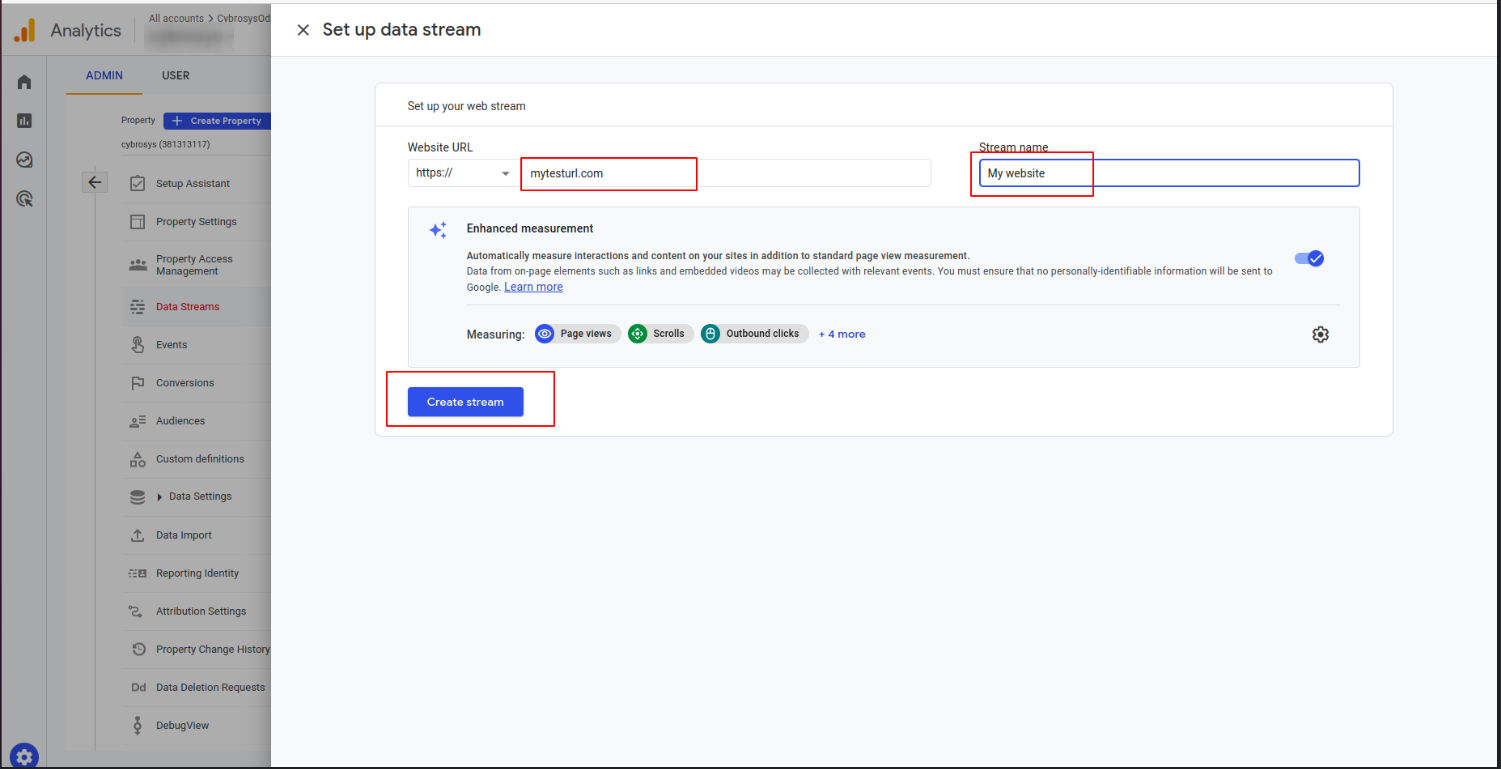 Analytics
All accounts > CybrosysOd
ADMIN
USER
Property
Create Property
cybrosys (381313117)
Setup Assistant
Property Settings
Property Access
Management
Data Streams
Events
Conversions
Audiences
Custom definitions
Data Settings
Data Import
Reporting Identity
Attribution Settings
Property Change History
Dd Data Deletion Requests
DebugView
Set up data stream
Set up your web stream
Website URL
Stream name
https://
mytesturl.com
My website
Enhanced measurement
Automatically measure interactions and content on your sites in addition to standard page view measurement.
Data from on-page elements such as links and embedded videos may be collected with relevant events. You must ensure that no personally-identifiable information will be sent to
Google. Learn more
Measuring: Page views Scrolls Outbound clicks + 4 more
Create stream